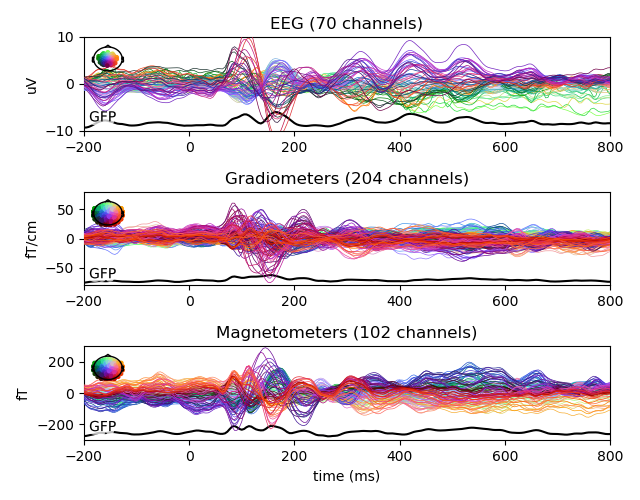 EEG (70 channels)
10
0
−10
uV
GFP
−200 0 200 400 600 800
Gradiometers (204 channels)
50
0
−50
fT/cm
GFP
−200 0 200 400 600 800
Magnetometers (102 channels)
200
0
−200
fT
GFP
−200 0 200 400 600 800
time (ms)